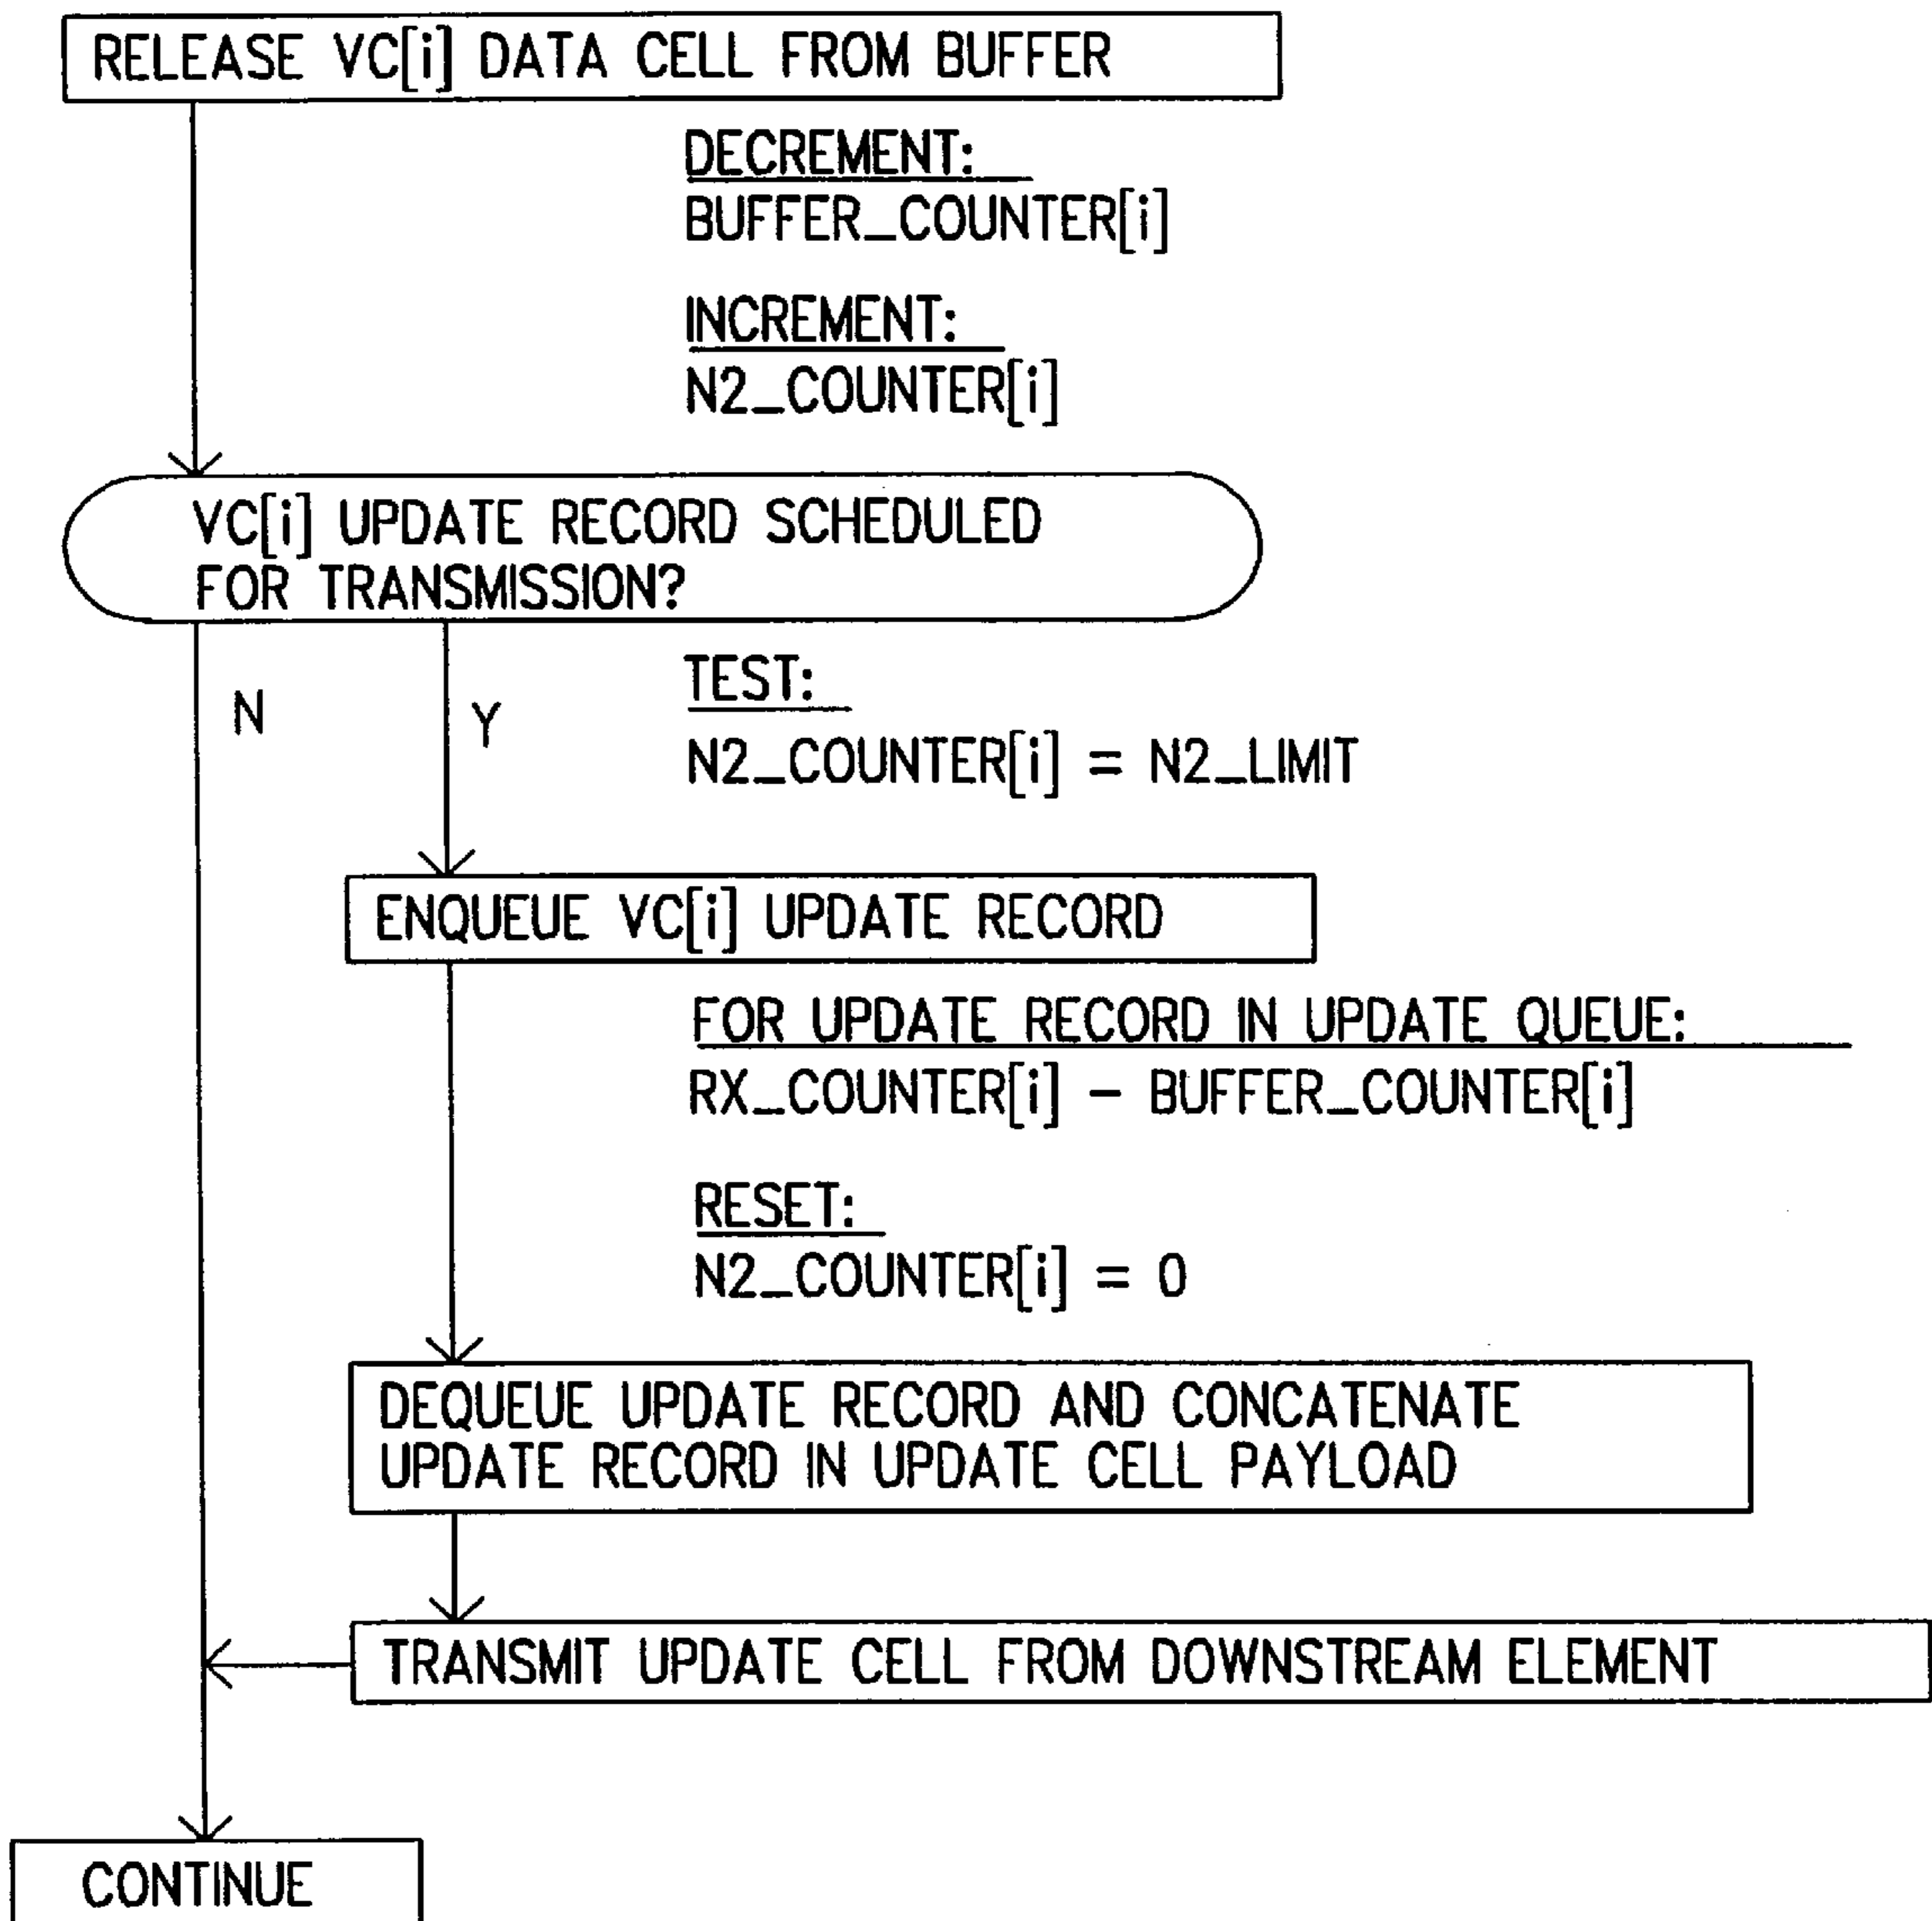 RELEASE VC[i] DATA CELL FROM BUFFER
DECREMENT:
BUFFER_COUNTER[i]
INCREMENT:
N2_COUNTER[i]
VC[i] UPDATE RECORD SCHEDULED
FOR TRANSMISSION?
N
Y
TEST:
N2_COUNTER[i] = N2_LIMIT
ENQUEUE VC[i] UPDATE RECORD
FOR UPDATE RECORD IN UPDATE QUEUE:
RX_COUNTER[i] – BUFFER_COUNTER[i]
RESET:
N2_COUNTER[i] = 0
DEQUEUE UPDATE RECORD AND CONCATENATE
UPDATE RECORD IN UPDATE CELL PAYLOAD
TRANSMIT UPDATE CELL FROM DOWNSTREAM ELEMENT
CONTINUE